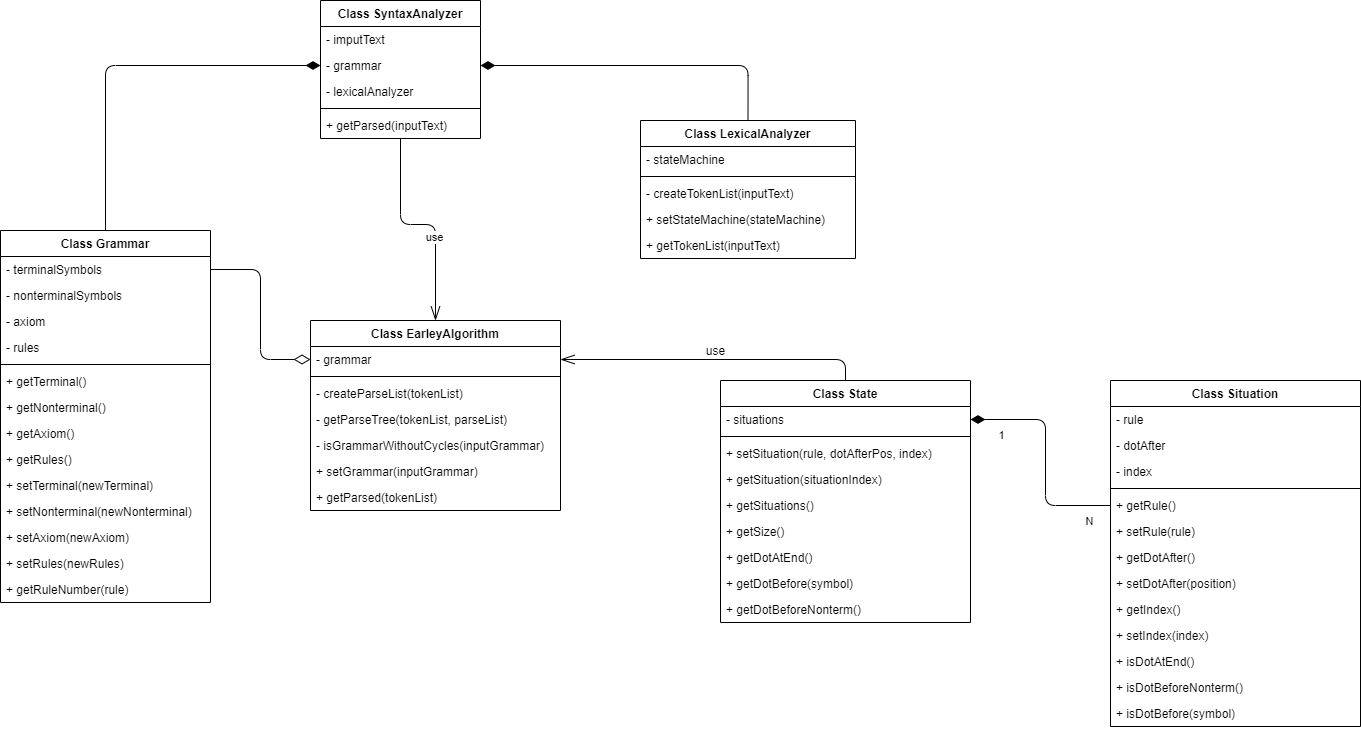 Class SyntaxAnalyzer
- imputText
- grammar
- lexicalAnalyzer
+ getParsed(inputText)
Class LexicalAnalyzer
- stateMachine
- createTokenList(inputText)
+ setStateMachine(stateMachine)
+ getTokenList(inputText)
use
Class Grammar
- terminalSymbols
- nonterminalSymbols
- axiom
- rules
+ getTerminal()
+ getNonterminal()
+ getAxiom()
+ getRules()
+ setTerminal(newTerminal)
+ setNonterminal(newNonterminal)
+ setAxiom(newAxiom)
+ setRules(newRules)
+ getRuleNumber(rule)
Class EarleyAlgorithm
- grammar
- createParseList(tokenList)
- getParseTree(tokenList, parseList)
- isGrammarWithoutCycles(inputGrammar)
+ setGrammar(inputGrammar)
+ getParsed(tokenList)
use
Class State
- situations
+ setSituation(rule, dotAfterPos, index)
+ getSituation(situationIndex)
+ getSituations()
+ getSize()
+ getDotAtEnd()
+ getDotBefore(symbol)
+ getDotBeforeNonterm()
1
N
Class Situation
- rule
- dotAfter
- index
+ getRule()
+ setRule(rule)
+ getDotAfter()
+ setDotAfter(position)
+ getIndex()
+ setIndex(index)
+ isDotAtEnd()
+ isDotBeforeNonterm()
+ isDotBefore(symbol)